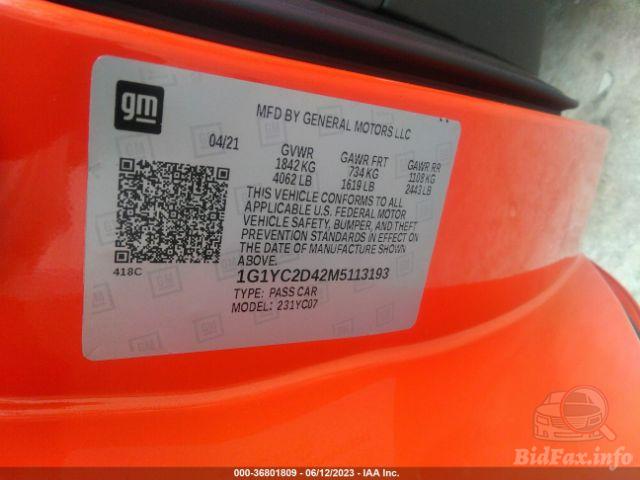 gm
MFD BY GENERAL MOTORS LLC
04/21
GVWR GAWR FRT GAWR RR
1842 KG 734 KG 1108 KG
4062 LB 1619 LB 2443 LB
THIS VEHICLE CONFORMS TO ALL
APPLICABLE U.S. FEDERAL MOTOR
VEHICLE SAFETY, BUMPER, AND THEFT
PREVENTION STANDARDS IN EFFECT ON
THE DATE OF MANUFACTURE SHOWN
ABOVE.
418C
1G1YC2D42M5113193
TYPE: PASS CAR
MODEL: 231YC07
GM GM GM
BidFax.info
000-36801809 - 06/12/2023 - IAA Inc.